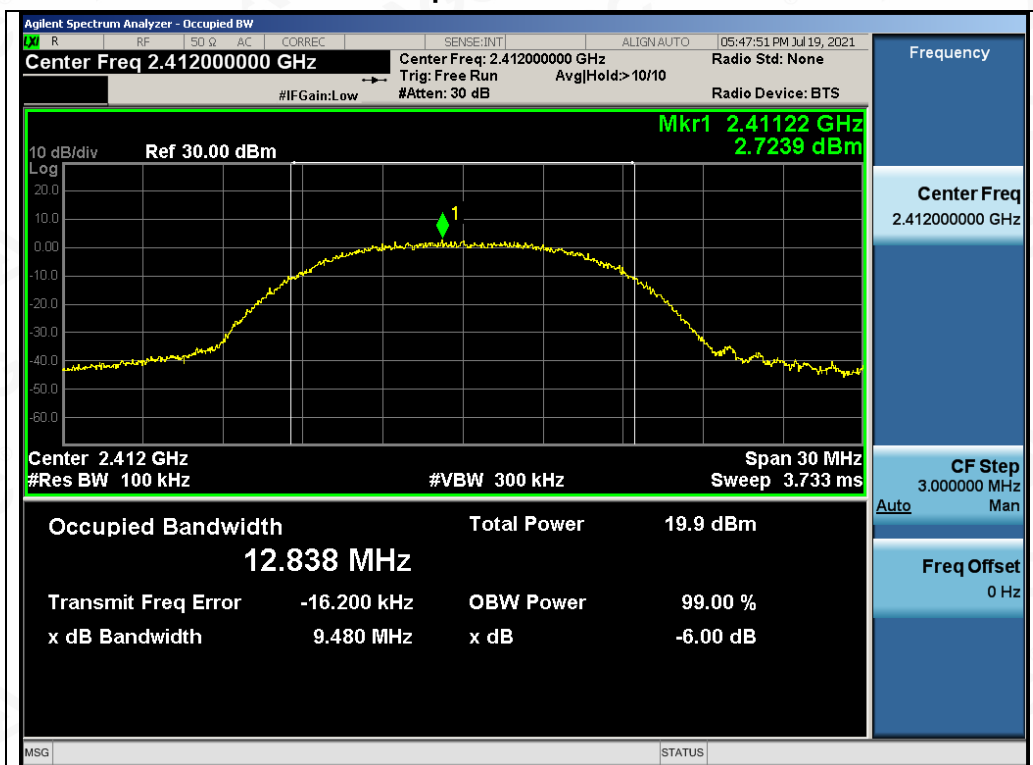 Agilent Spectrum Analyzer - Occupied BW
LXI R RF 50 Ω AC CORREC SENSE:INT ALIGN AUTO 05:47:51 PM Jul 19, 2021
Center Freq 2.412000000 GHz
Center Freq: 2.412000000 GHz Radio Std: None
Trig: Free Run Avg|Hold:>10/10
#IFGain:Low #Atten: 30 dB Radio Device: BTS
Mkr1 2.41122 GHz
2.7239 dBm
10 dB/div Ref 30.00 dBm
Log
20.0
10.0
0.00
-10.0
-20.0
-30.0
-40.0
-50.0
-60.0
1
Center 2.412 GHz Span 30 MHz
#Res BW 100 kHz #VBW 300 kHz Sweep 3.733 ms
Occupied Bandwidth Total Power 19.9 dBm
12.838 MHz
Transmit Freq Error -16.200 kHz OBW Power 99.00 %
x dB Bandwidth 9.480 MHz x dB -6.00 dB
Frequency
Center Freq
2.412000000 GHz
CF Step
3.000000 MHz
Auto Man
Freq Offset
0 Hz
MSG STATUS